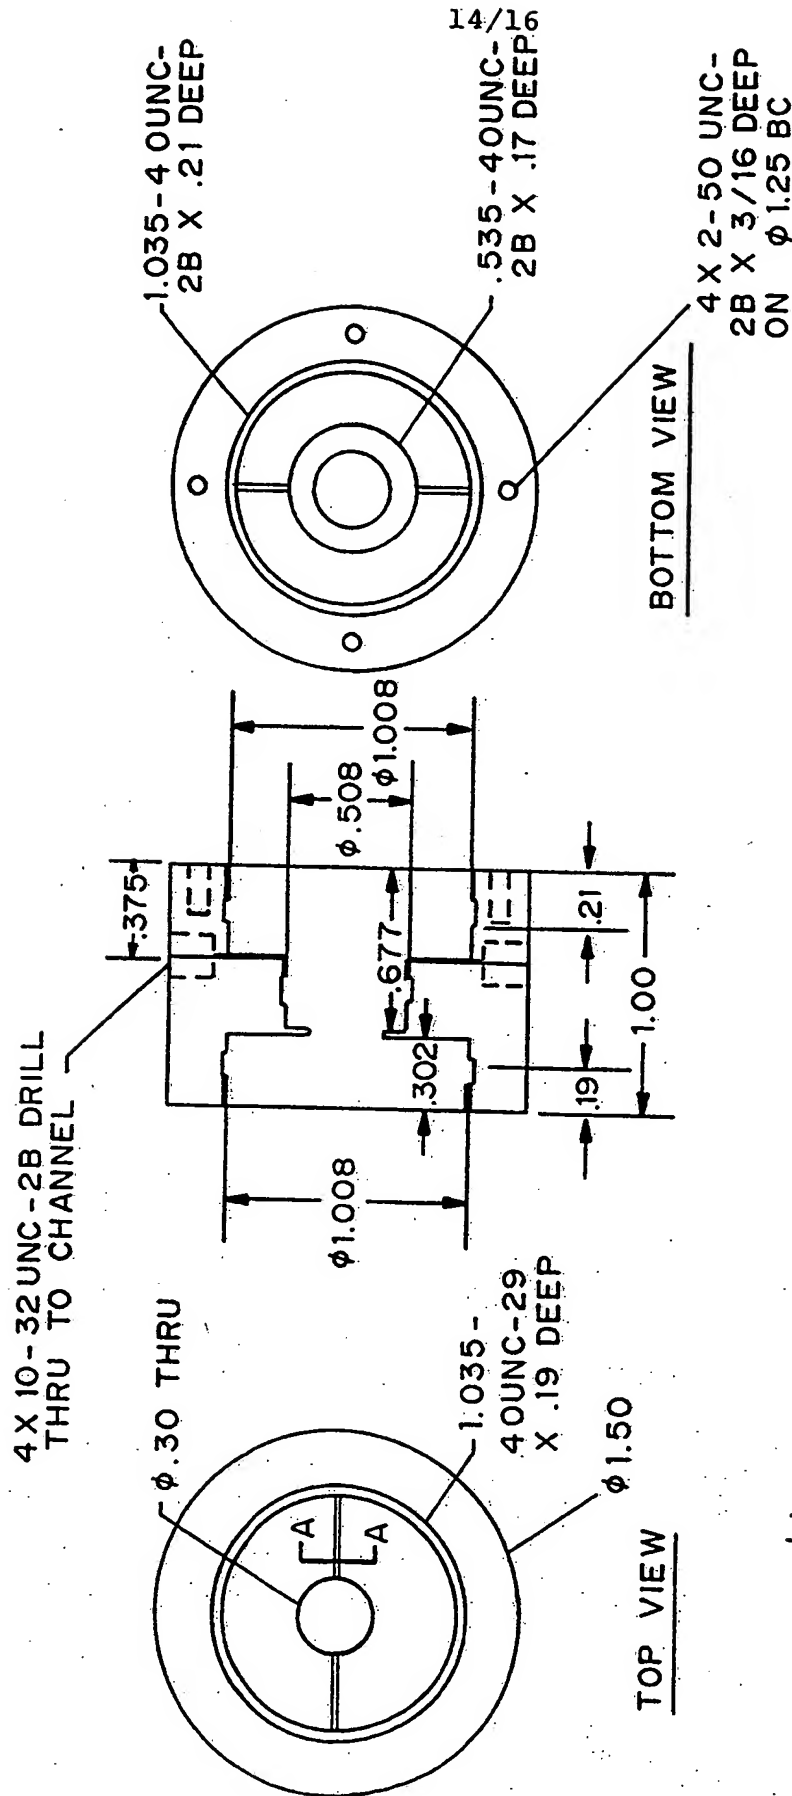 14/16
1.035-40UNC-
2B X .21 DEEP
.535-40UNC-
2B X .17 DEEP
4 X 2-50 UNC-
2B X 3/16 DEEP
ON φ1.25 BC
BOTTOM VIEW
4 X 10-32 UNC-2B DRILL
THRU TO CHANNEL
.375
φ1.008
φ.508
.677
.302
.21
.19
1.00
φ1.008
φ.30 THRU
A
A
1.035-
40UNC-29
X .19 DEEP
φ1.50
TOP VIEW